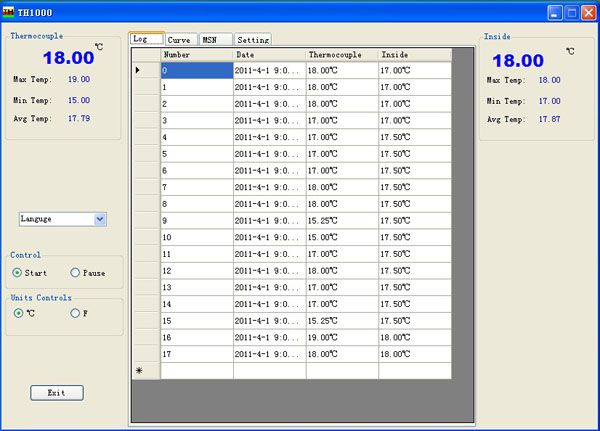 TH1000
Thermocouple
18.00 ℃
Max Temp: 19.00
Min Temp: 15.00
Avg Temp: 17.79
Languge
Control
Start Pause
Units Controls
℃ F
Exit
Log Curve MSN Setting
Number Date Thermocouple Inside
0 2011-4-1 9:0... 18.00℃ 17.00℃
1 2011-4-1 9:0... 18.00℃ 17.00℃
2 2011-4-1 9:0... 18.00℃ 17.00℃
3 2011-4-1 9:0... 17.00℃ 17.00℃
4 2011-4-1 9:0... 17.00℃ 17.50℃
5 2011-4-1 9:0... 17.00℃ 17.50℃
6 2011-4-1 9:0... 17.00℃ 17.50℃
7 2011-4-1 9:0... 18.00℃ 17.50℃
8 2011-4-1 9:0... 18.00℃ 17.50℃
9 2011-4-1 9:0... 15.25℃ 17.50℃
10 2011-4-1 9:0... 15.00℃ 17.50℃
11 2011-4-1 9:0... 17.00℃ 17.50℃
12 2011-4-1 9:0... 18.00℃ 17.50℃
13 2011-4-1 9:0... 17.00℃ 17.50℃
14 2011-4-1 9:0... 17.00℃ 17.50℃
15 2011-4-1 9:0... 15.25℃ 17.50℃
16 2011-4-1 9:0... 19.00℃ 18.00℃
17 2011-4-1 9:0... 18.00℃ 18.00℃
Inside
18.00 ℃
Max Temp: 18.00
Min Temp: 17.00
Avg Temp: 17.87